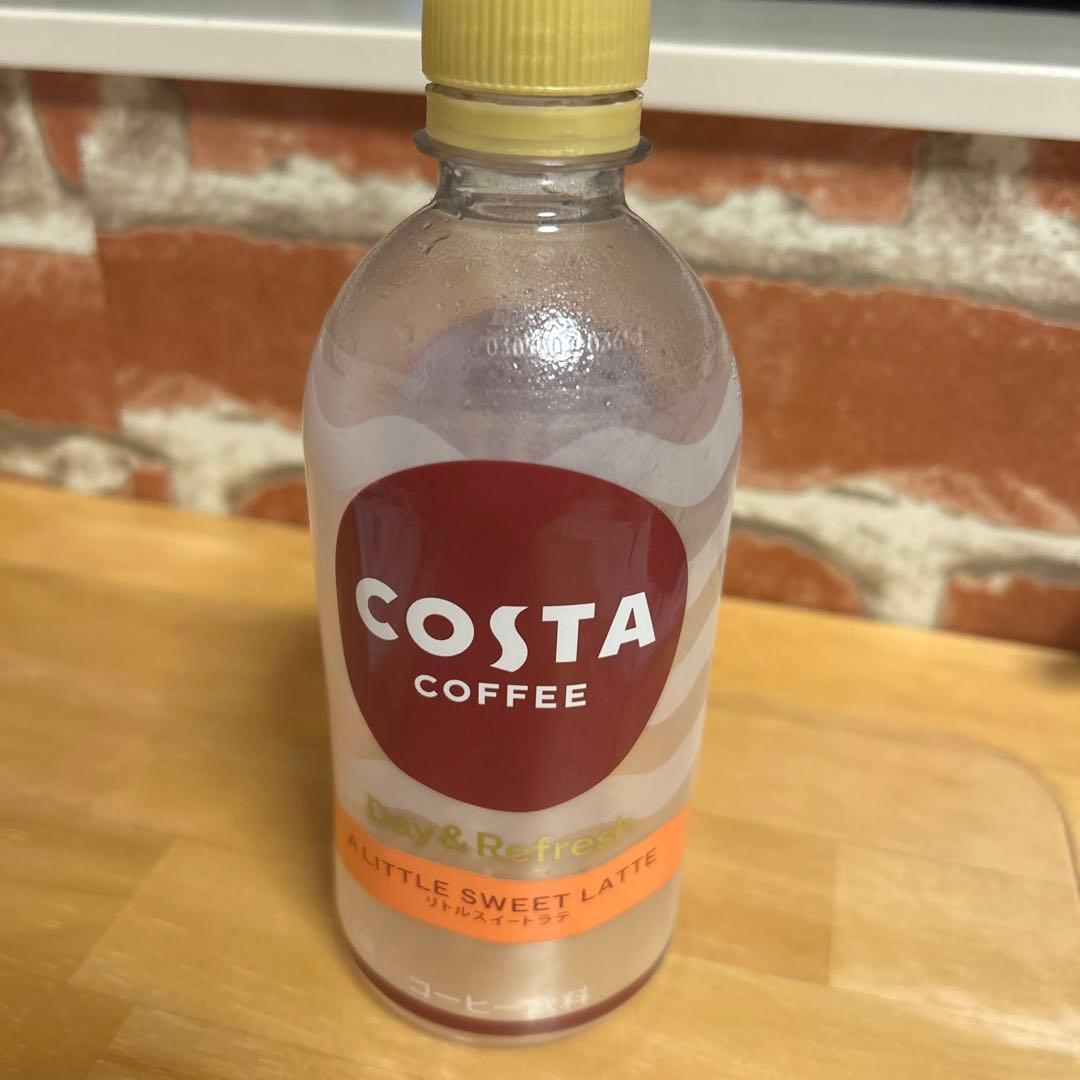 COSTA
COFFEE
Day & Refresh
A LITTLE SWEET LATTE
リトルスイートラテ
コーヒー飲料